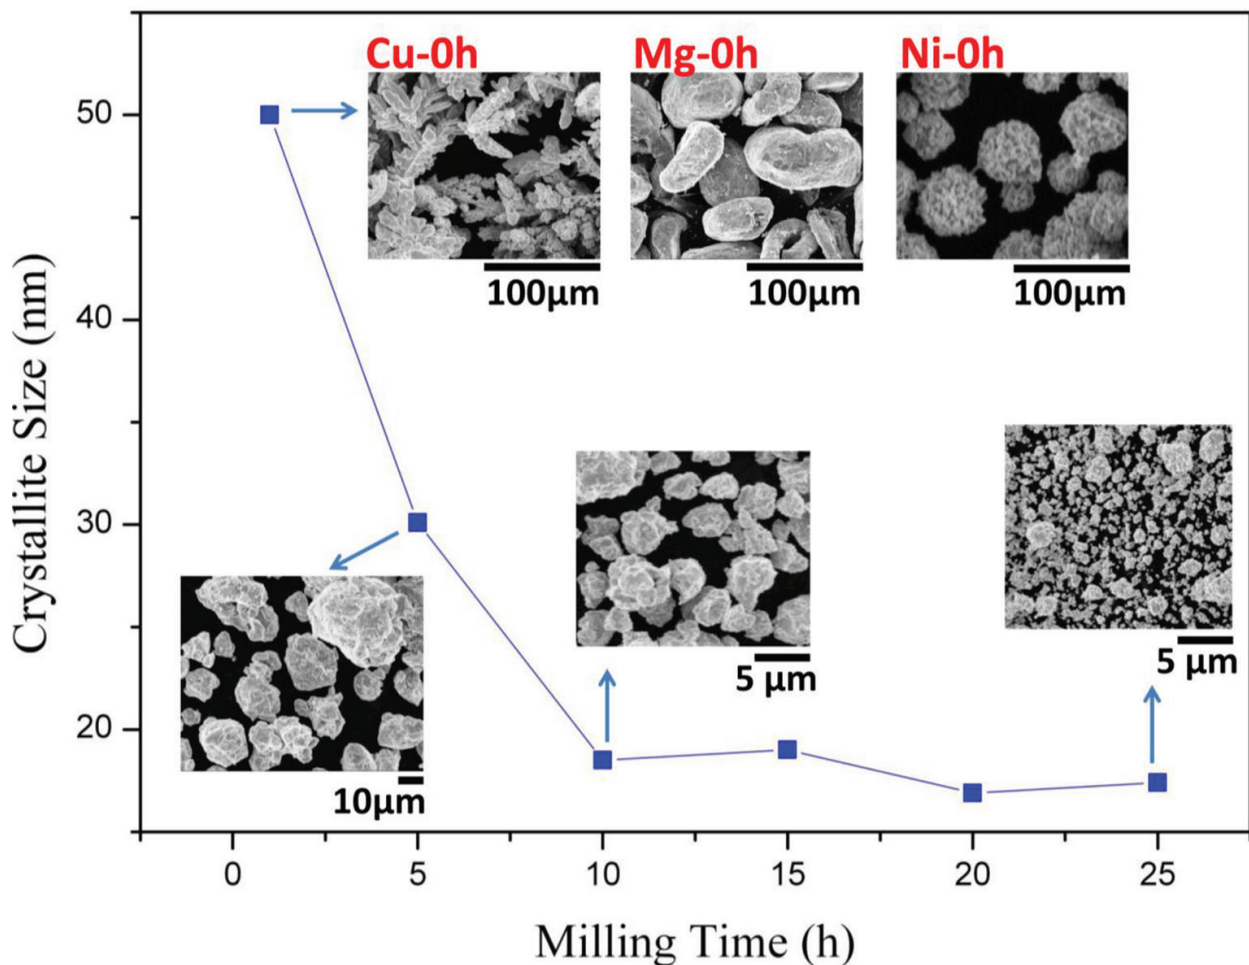 Cu-0h Mg-0h Ni-0h
50
100μm 100μm 100μm
40
Crystallite Size (nm)
30
5 μm 5 μm
20
10μm
0 5 10 15 20 25
Milling Time (h)